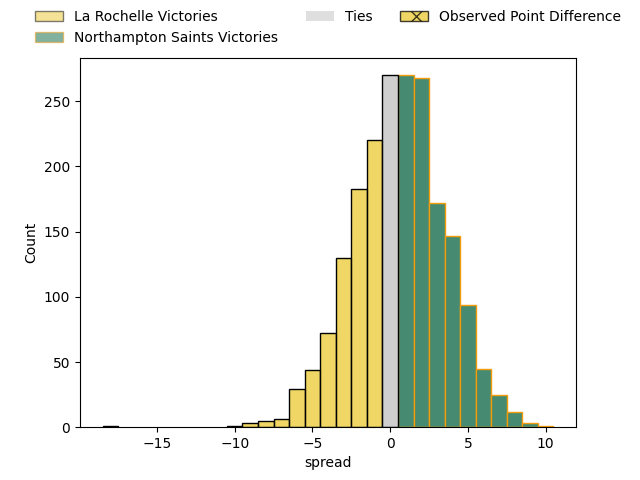 La Rochelle Victories
Northampton Saints Victories
Ties
Observed Point Difference
250
200
150
100
50
0
Count
−15
−10
−5
0
5
10
spread